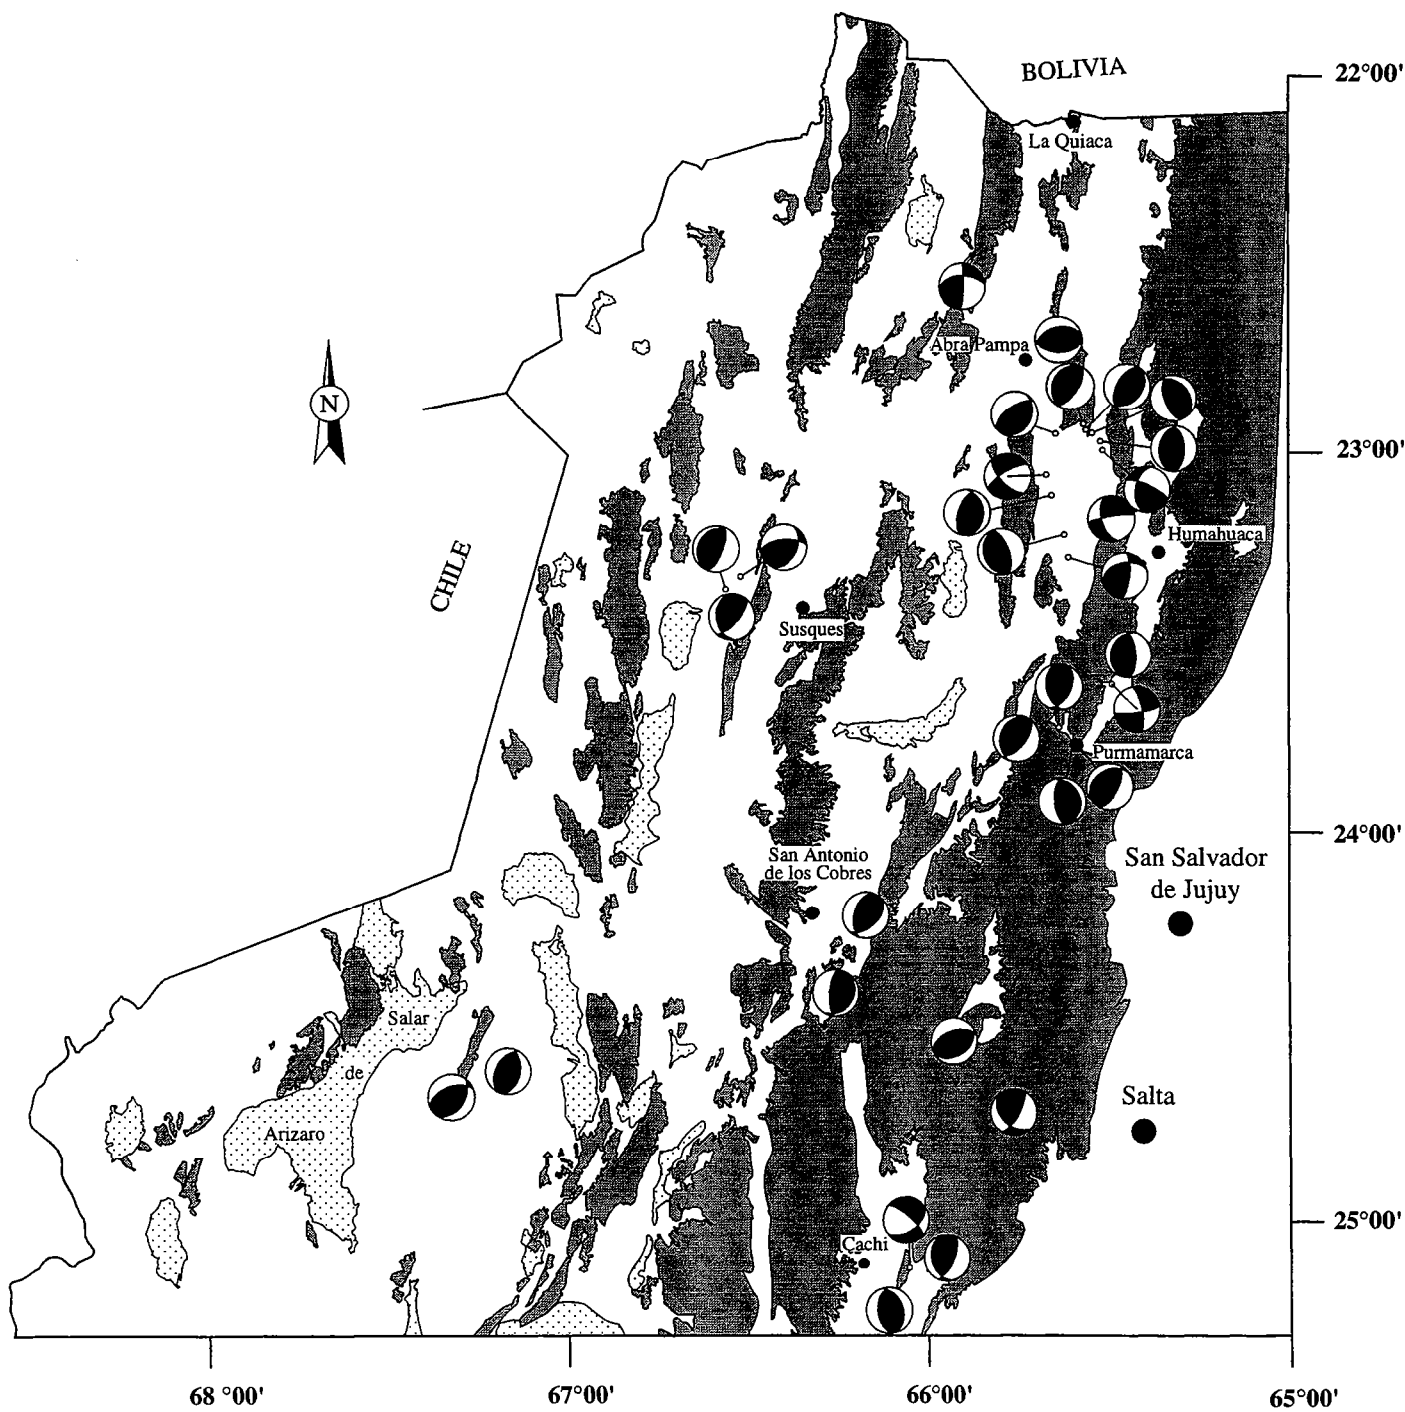 BOLIVIA
22°00'
La Quiaca
Abra Pampa
N
23°00'
Humahuaca
CHILE
Susques
Purmamarca
24°00'
San Antonio
de los Cobres
San Salvador
de Jujuy
Salar
de
Arizaro
Salta
25°00'
Cachi
68°00'
67°00'
66°00'
65°00'